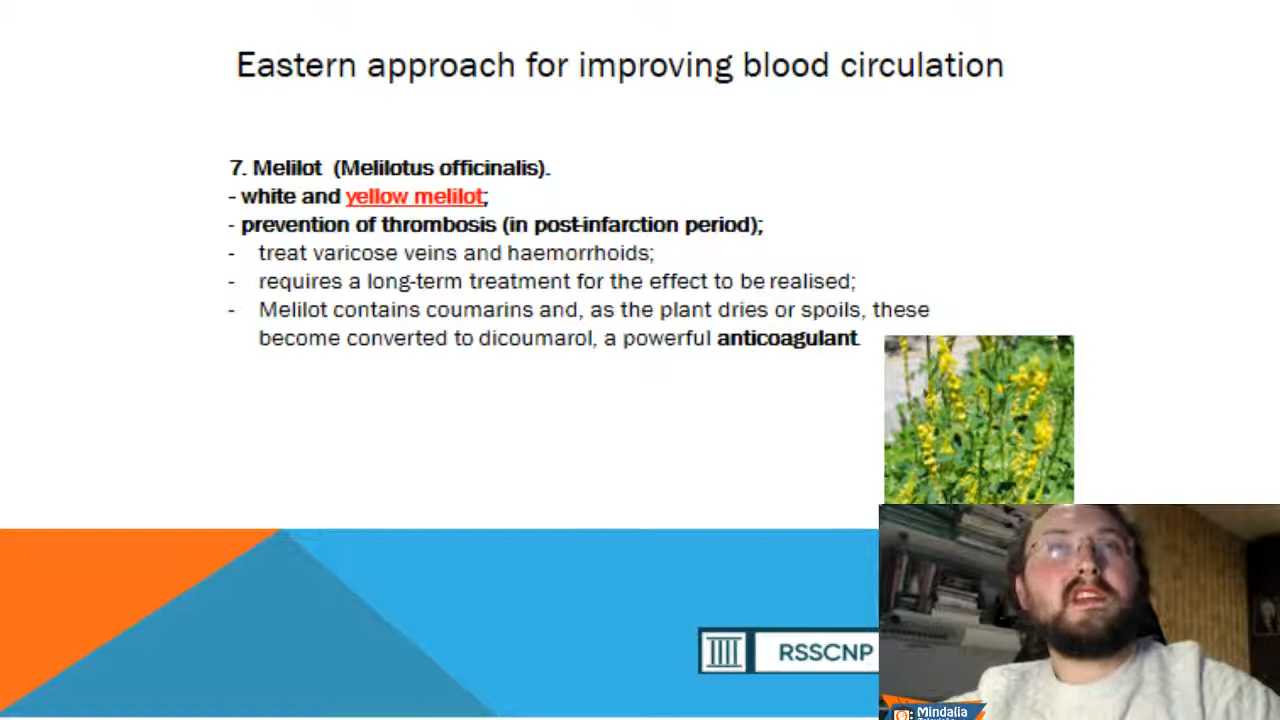 Eastern approach for improving blood circulation
7. Melilot (Melilotus officinalis).
- white and yellow melilot;
- prevention of thrombosis (in post-infarction period);
- treat varicose veins and haemorrhoids;
- requires a long-term treatment for the effect to be realised;
- Melilot contains coumarins and, as the plant dries or spoils, these
become converted to dicoumarol, a powerful anticoagulant.
RSSCNP
Mindalia